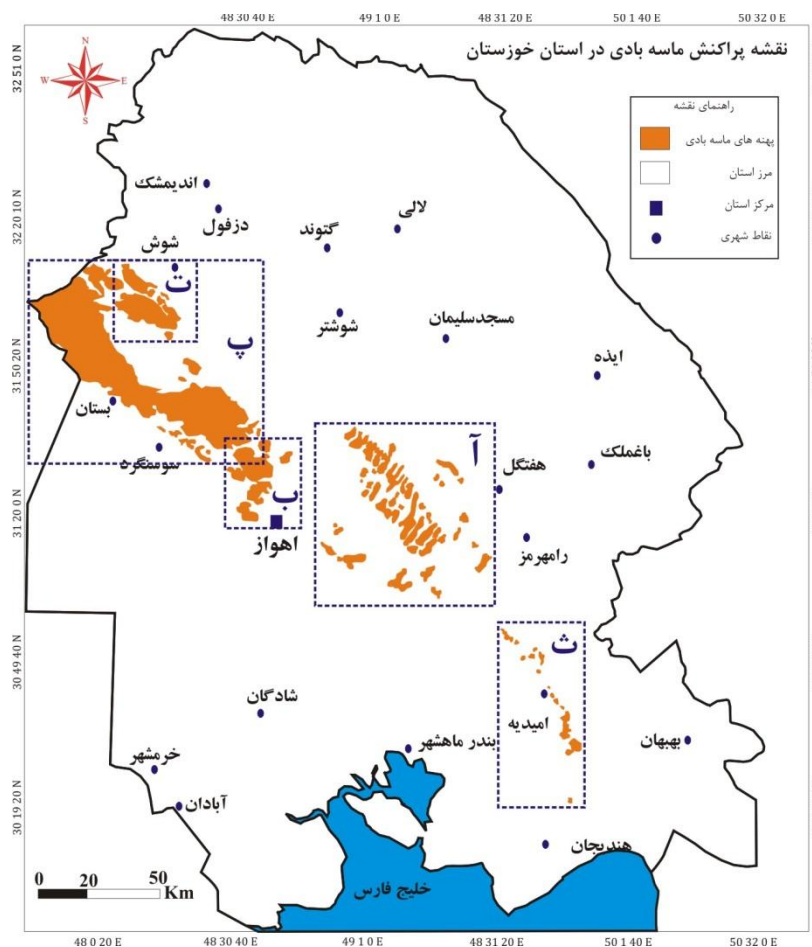 48 30 40 E
49 1 0 E
48 31 20 E
50 1 40 E
50 32 0 E
نقشه پراکنش ماسه بادی در استان خوزستان
N
W
E
S
راهنمای نقشه
پهنه های ماسه بادی
مرز استان
مرکز استان
نقاط شهری
32 51 0 N
32 20 10 N
31 50 20 N
31 20 0 N
30 49 40 N
30 19 20 N
اندیمشک
دزفول
لالی
گتوند
شوش
ت
شوشتر
مسجدسلیمان
پ
ایذه
بستان
سوسنگرد
آ
هفتگل
باغملک
ب
اهواز
رامهرمز
ث
امیدیه
شادگان
بندر ماهشهر
بهبهان
خرمشهر
آبادان
هندیجان
خلیج فارس
0 20 50
Km
48 0 20 E
48 30 40 E
49 1 0 E
48 31 20 E
50 1 40 E
50 32 0 E